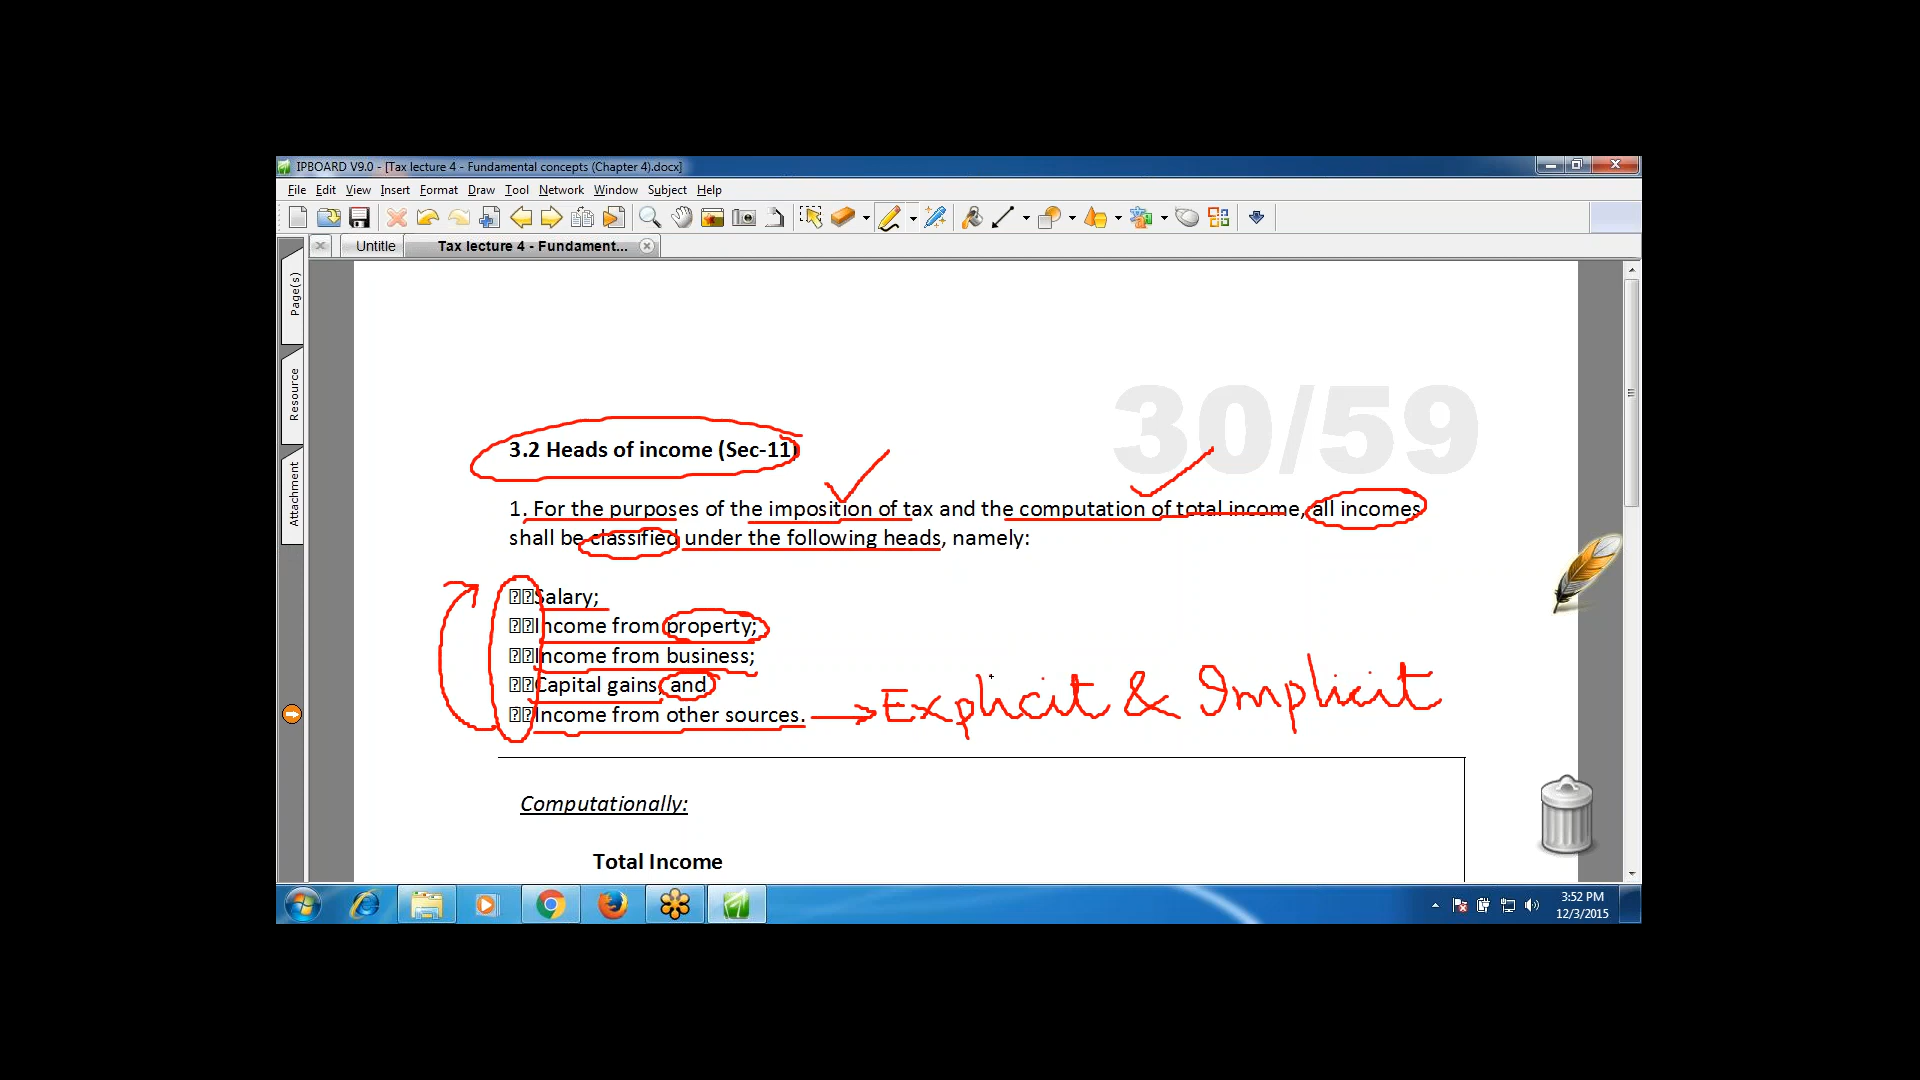 IPBOARD V9.0 - [Tax lecture 4 - Fundamental concepts (Chapter 4).docx]
File Edit View Insert Format Draw Tool Network Window Subject Help
Untitle Tax lecture 4 - Fundament...
Page(s)
Resource
Attachment
30/59
3.2 Heads of income (Sec-11)
1. For the purposes of the imposition of tax and the computation of total income, all incomes
shall be classified under the following heads, namely:
Salary;
Income from property;
Income from business;
Capital gains; and
Income from other sources. → Explicit & Implicit
Computationally:
Total Income
3:52 PM
12/3/2015